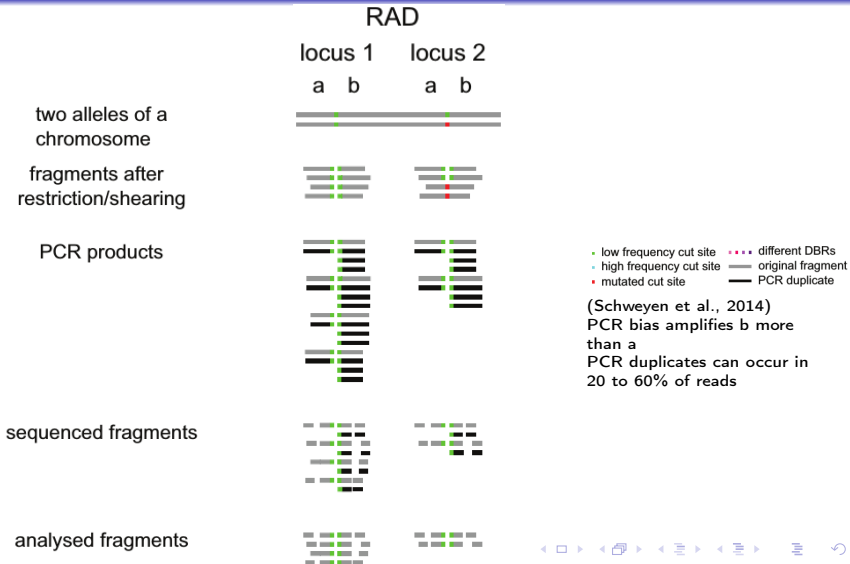 RAD
locus 1 locus 2
a b a b
two alleles of a
chromosome
fragments after
restriction/shearing
PCR products
low frequency cut site different DBRs
high frequency cut site original fragment
mutated cut site PCR duplicate
(Schweyen et al., 2014)
PCR bias amplifies b more
than a
PCR duplicates can occur in
20 to 60% of reads
sequenced fragments
analysed fragments